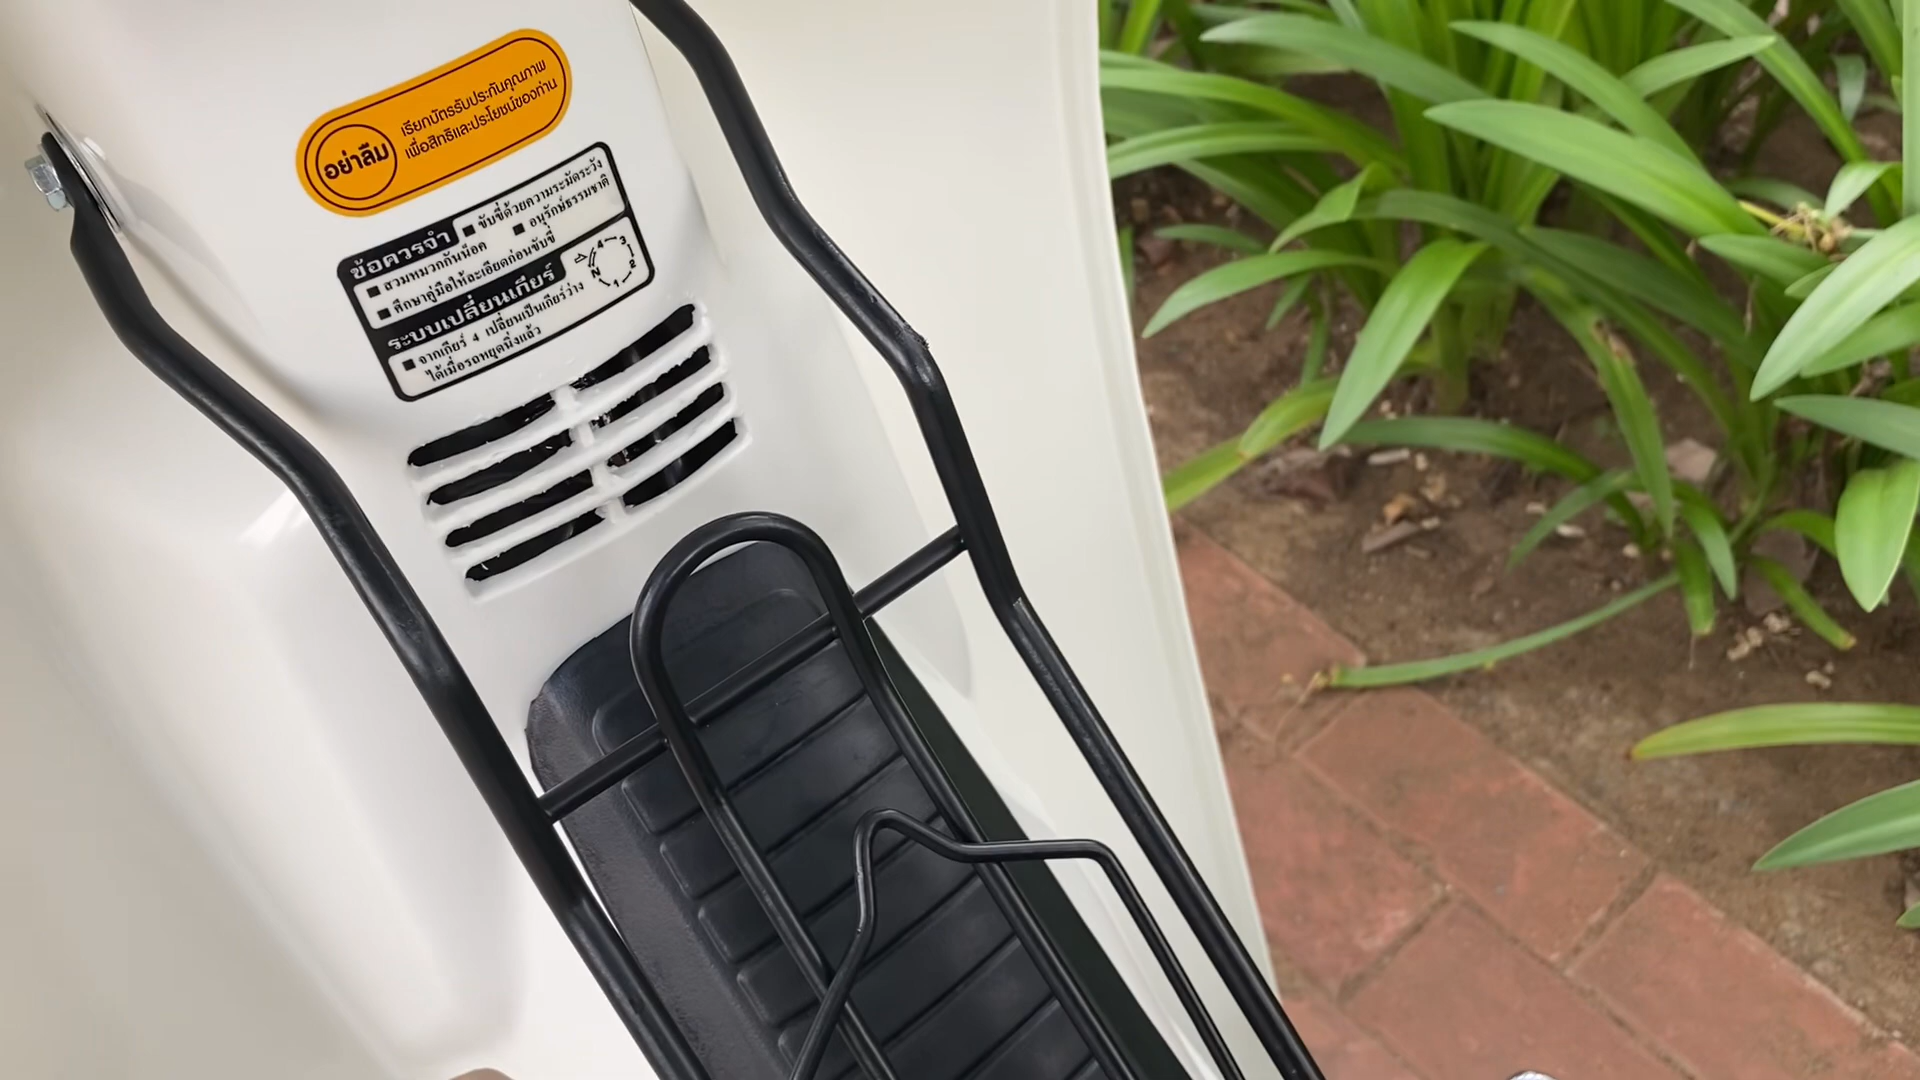 อย่าลืม
เรียกบัตรรับประกันคุณภาพ
เพื่อสิทธิและประโยชน์ของท่าน
ข้อควรจำ
■ ขับขี่ด้วยความระมัดระวัง
■ สวมหมวกกันน็อค
■ อนุรักษ์ธรรมชาติ
■ ศึกษาคู่มือให้ละเอียดก่อนขับขี่
ระบบเปลี่ยนเกียร์
■ จากเกียร์ 4 เปลี่ยนเป็นเกียร์ว่าง
ได้เมื่อรถหยุดนิ่งแล้ว
N 1 2 3 4